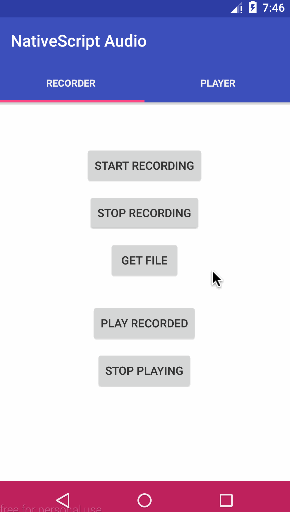 7:46
NativeScript Audio
RECORDER
PLAYER
START RECORDING
STOP RECORDING
GET FILE
PLAY RECORDED
STOP PLAYING
free for personal use